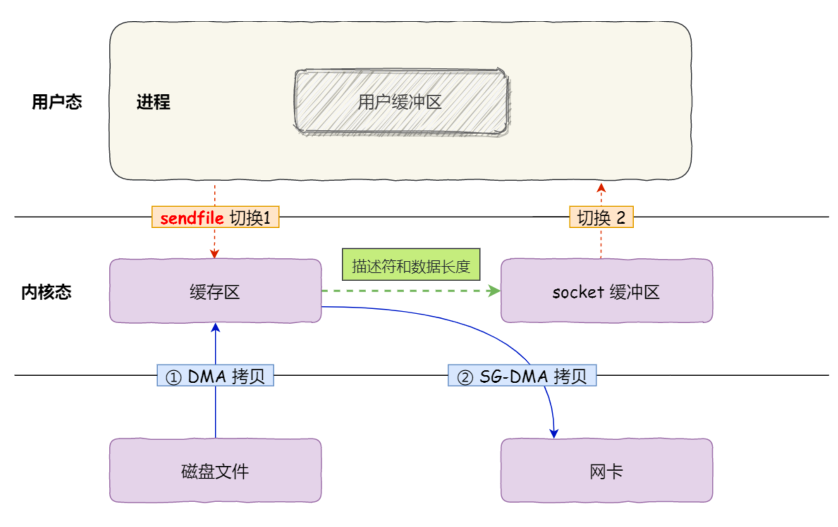 用户态
进程
用户缓冲区
sendfile 切换1
切换 2
描述符和数据长度
内核态
缓存区
socket 缓冲区
① DMA 拷贝
② SG-DMA 拷贝
磁盘文件
网卡